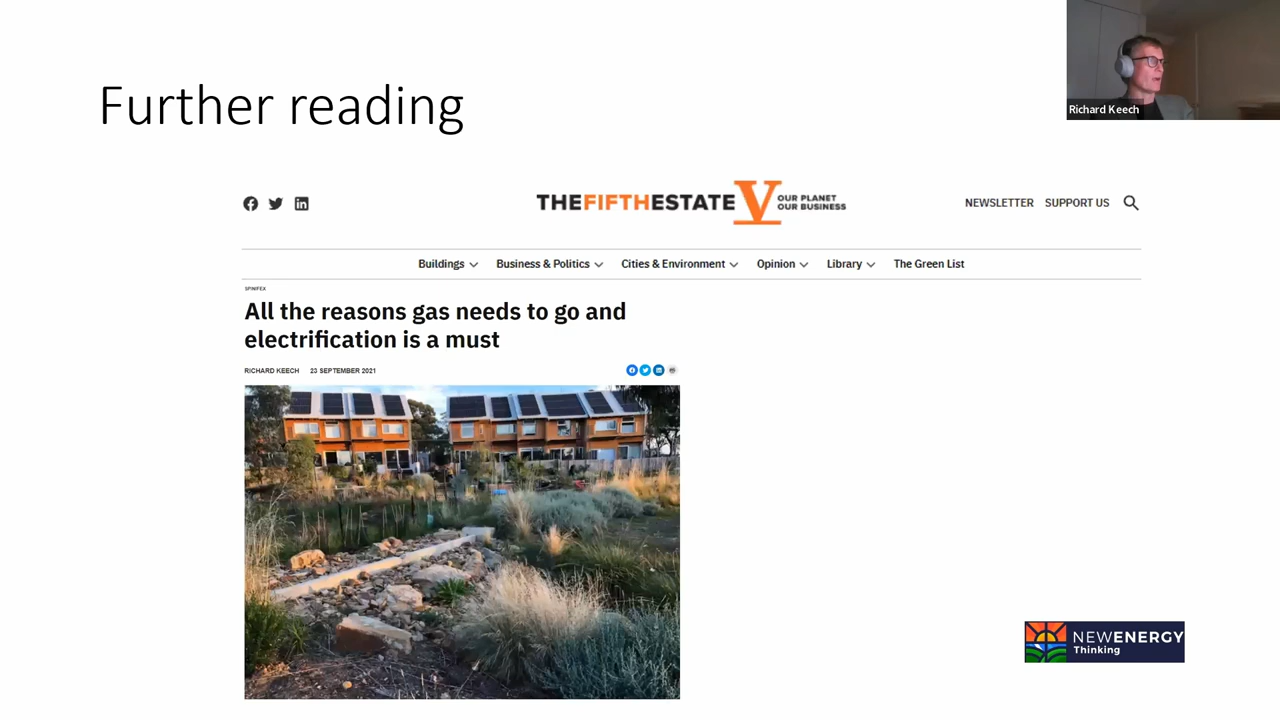 Further reading
Richard Keech
THEFIFTHESTATE V OUR PLANET
OUR BUSINESS
NEWSLETTER SUPPORT US
Buildings Business & Politics Cities & Environment Opinion Library The Green List
SPINIFEX
All the reasons gas needs to go and
electrification is a must
RICHARD KEECH 23 SEPTEMBER 2021
NEWENERGY
Thinking